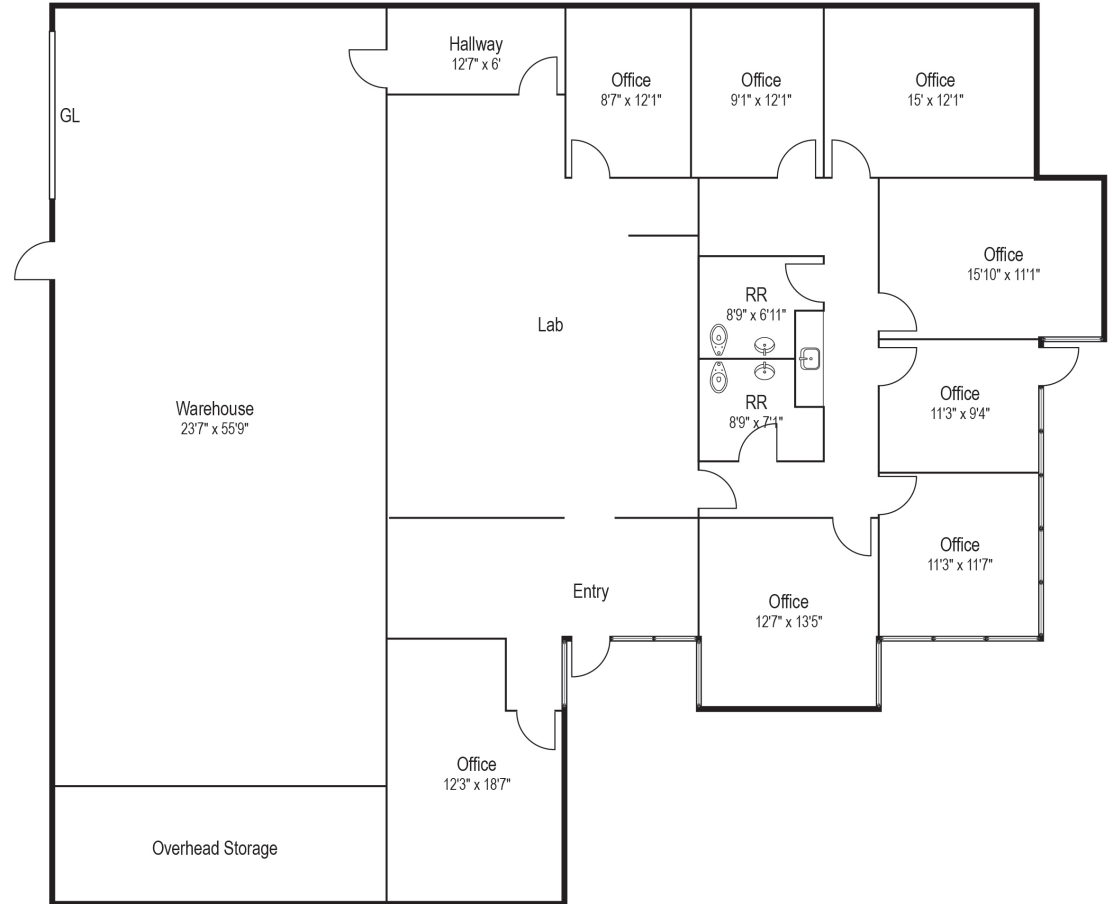 Hallway
12'7" x 6'
Office
8'7" x 12'1"
Office
9'1" x 12'1"
Office
15' x 12'1"
GL
Office
15'10" x 11'1"
RR
8'9" x 6'11"
Lab
Warehouse
23'7" x 55'9"
RR
8'9" x 7'1"
Office
11'3" x 9'4"
Office
11'3" x 11'7"
Entry
Office
12'7" x 13'5"
Office
12'3" x 18'7"
Overhead Storage